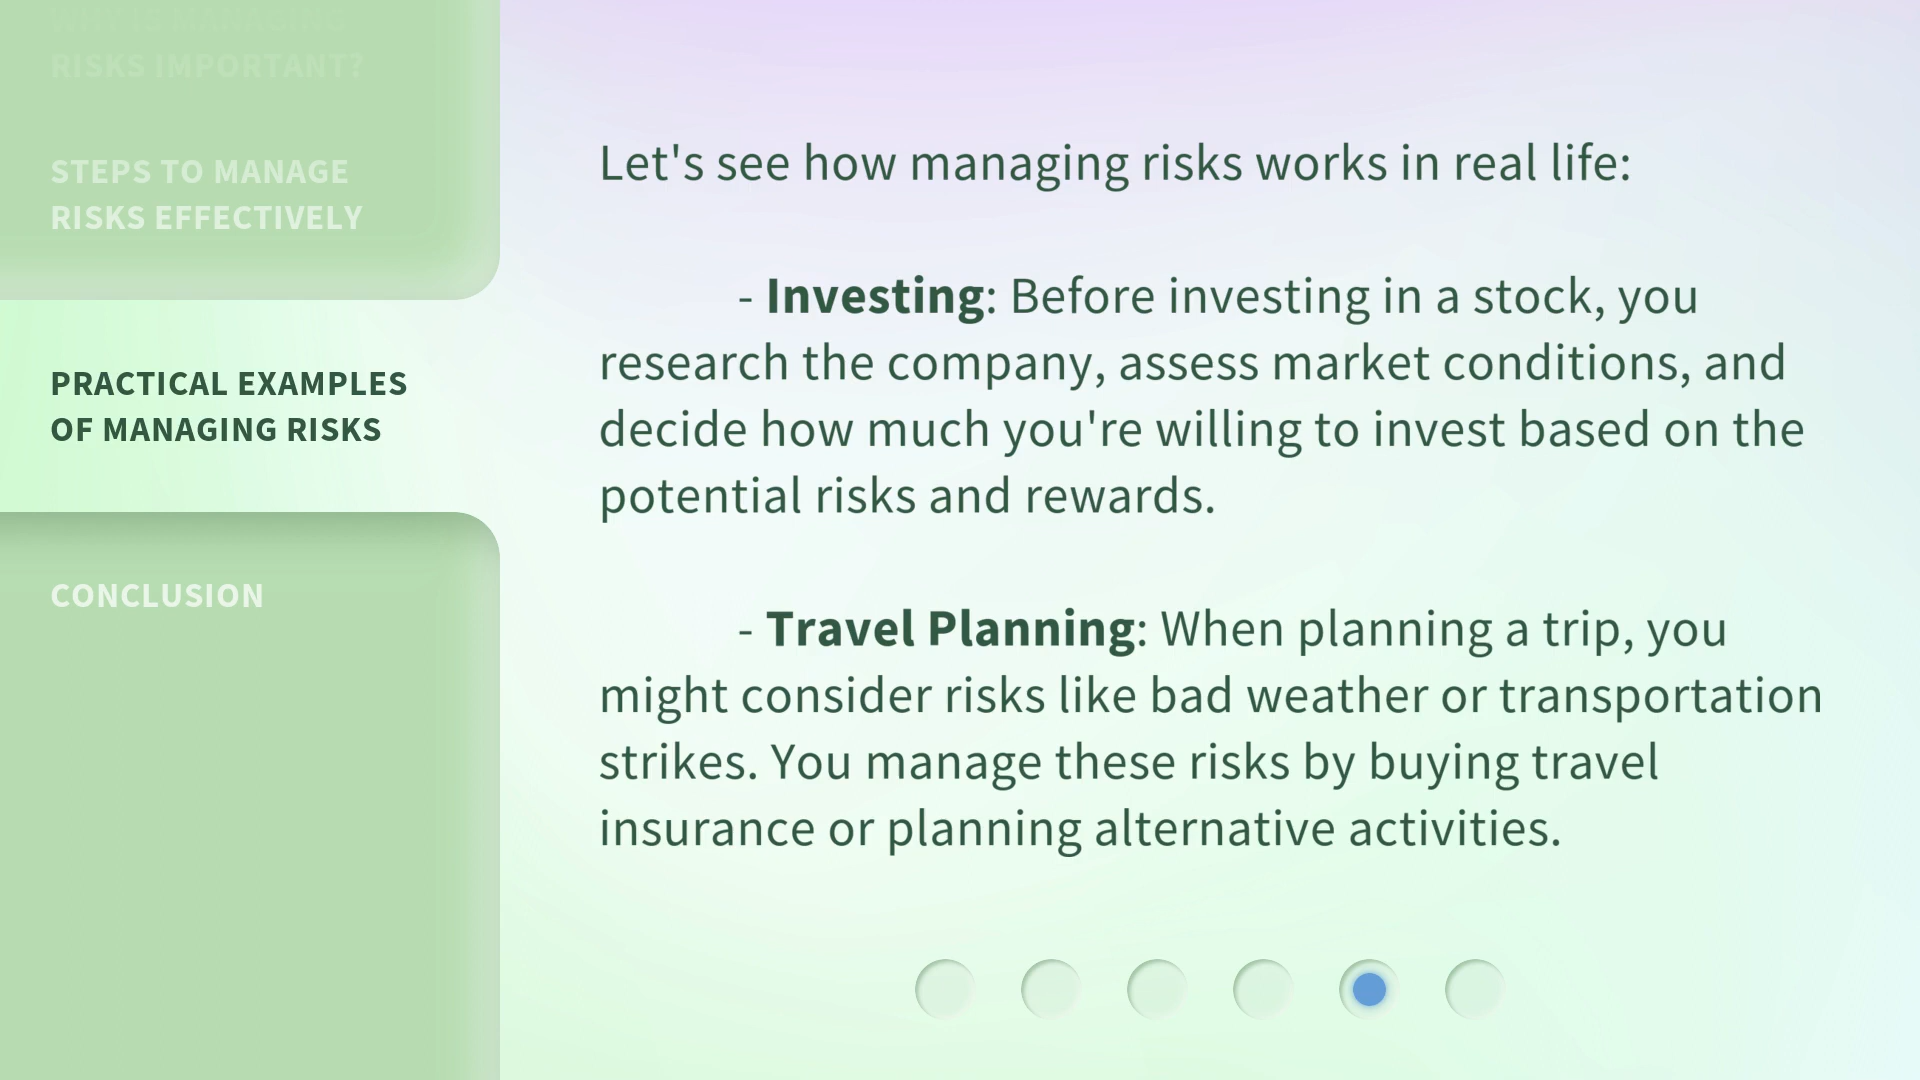 WHY IS MANAGING
RISKS IMPORTANT?
STEPS TO MANAGE
RISKS EFFECTIVELY
PRACTICAL EXAMPLES
OF MANAGING RISKS
CONCLUSION
Let's see how managing risks works in real life:
- Investing: Before investing in a stock, you
research the company, assess market conditions, and
decide how much you're willing to invest based on the
potential risks and rewards.
- Travel Planning: When planning a trip, you
might consider risks like bad weather or transportation
strikes. You manage these risks by buying travel
insurance or planning alternative activities.